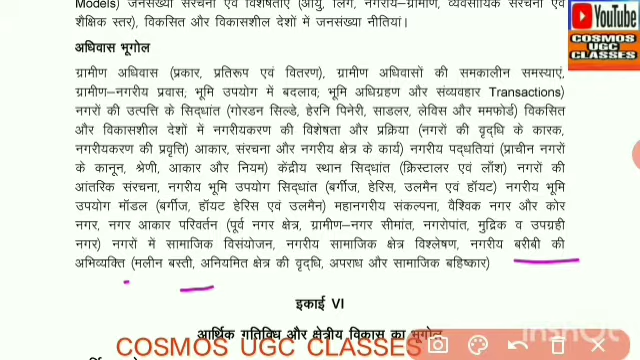 Models) जनसंख्या संरचना एवं विशेषताएं (आयु, लिंग, नगरीय-ग्रामीण, व्यवसायिक संरचना एवं
शैक्षिक स्तर), विकसित और विकासशील देशों में जनसंख्या नीतियां।
YouTube
COSMOS
UGC
CLASSES
अधिवास भूगोल
ग्रामीण अधिवास (प्रकार, प्रतिरूप एवं वितरण), ग्रामीण अधिवासों की समकालीन समस्याएं,
ग्रामीण–नगरीय प्रवास, भूमि उपयोग में बदलाव; भूमि अधिग्रहण और संव्यवहार Transactions)
नगरों की उत्पत्ति के सिद्धांत (गोरडन सिल्डे, हेरनि पिनेरी, साडलर, लेविस और ममफोर्ड) विकसित
और विकासशील देशों में नगरीयकरण की विशेषता और प्रक्रिया (नगरों की वृद्धि के कारक,
नगरीयकरण की प्रवृत्ति) आकार, संरचना और नगरीय क्षेत्र के कार्य) नगरीय पद्धतियां (प्राचीन नगरों
के कानून, श्रेणी, आकार और नियम) केंद्रीय स्थान सिद्धांत (क्रिस्टालर एवं लॉंश) नगरों की
आंतरिक संरचना, नगरीय भूमि उपयोग सिद्धांत (बर्गीज, हेरिस, उलमैन एवं हॉयट) नगरीय भूमि
उपयोग मॉडल (बर्गीज, हॉयट हेरिस एवं उलमैन) महानगरीय संकल्पना, वैश्विक नगर और कोर
नगर, नगर आकार परिवर्तन (पूर्व नगर क्षेत्र, ग्रामीण–नगर सीमांत, नगरोपांत, मुद्रिक व उपग्रही
नगर) नगरों में सामाजिक विसंयोजन, नगरीय सामाजिक क्षेत्र विश्लेषण, नगरीय बरीबी की
अभिव्यक्ति (मलीन बस्ती, अनियमित क्षेत्र की वृद्धि, अपराध और सामाजिक बहिष्कार)
इकाई VI
आर्थिक गतिविध और क्षेत्रीय विकास का भूगोल
COSMOS UGC CLASSES